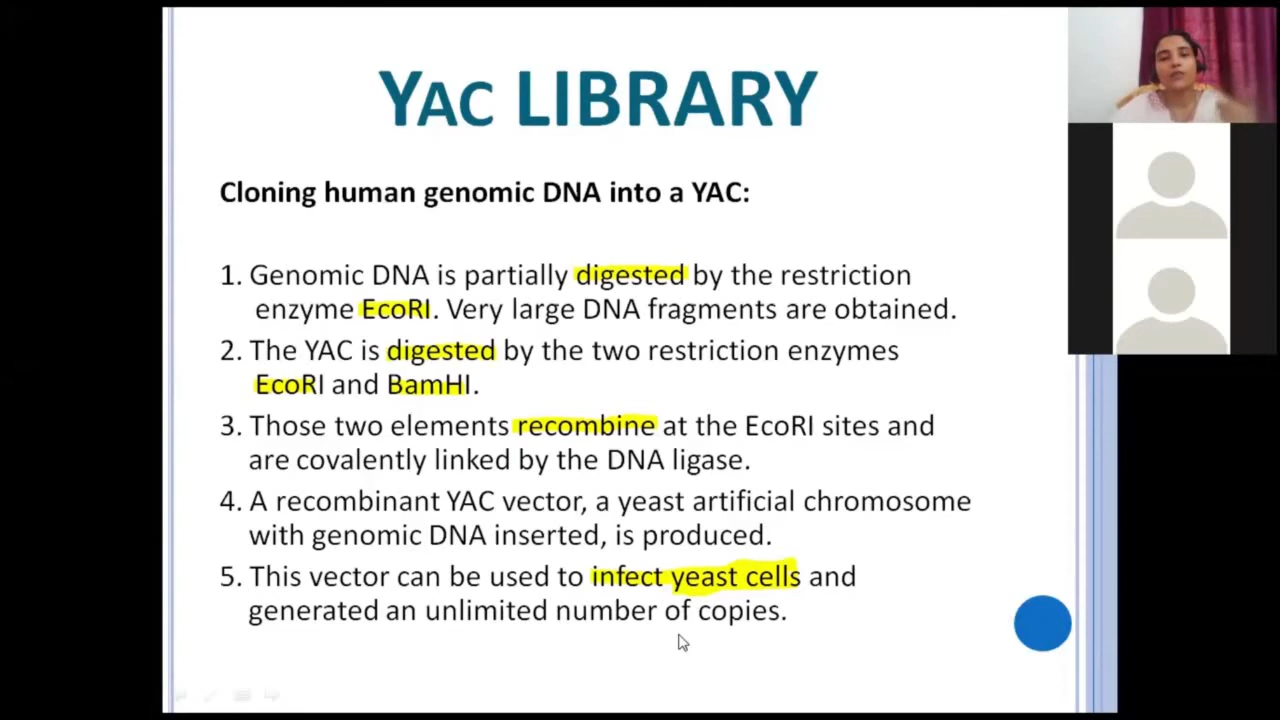 YAC LIBRARY
Cloning human genomic DNA into a YAC:
1. Genomic DNA is partially digested by the restriction
enzyme EcoRI. Very large DNA fragments are obtained.
2. The YAC is digested by the two restriction enzymes
EcoRI and BamHI.
3. Those two elements recombine at the EcoRI sites and
are covalently linked by the DNA ligase.
4. A recombinant YAC vector, a yeast artificial chromosome
with genomic DNA inserted, is produced.
5. This vector can be used to infect yeast cells and
generated an unlimited number of copies.